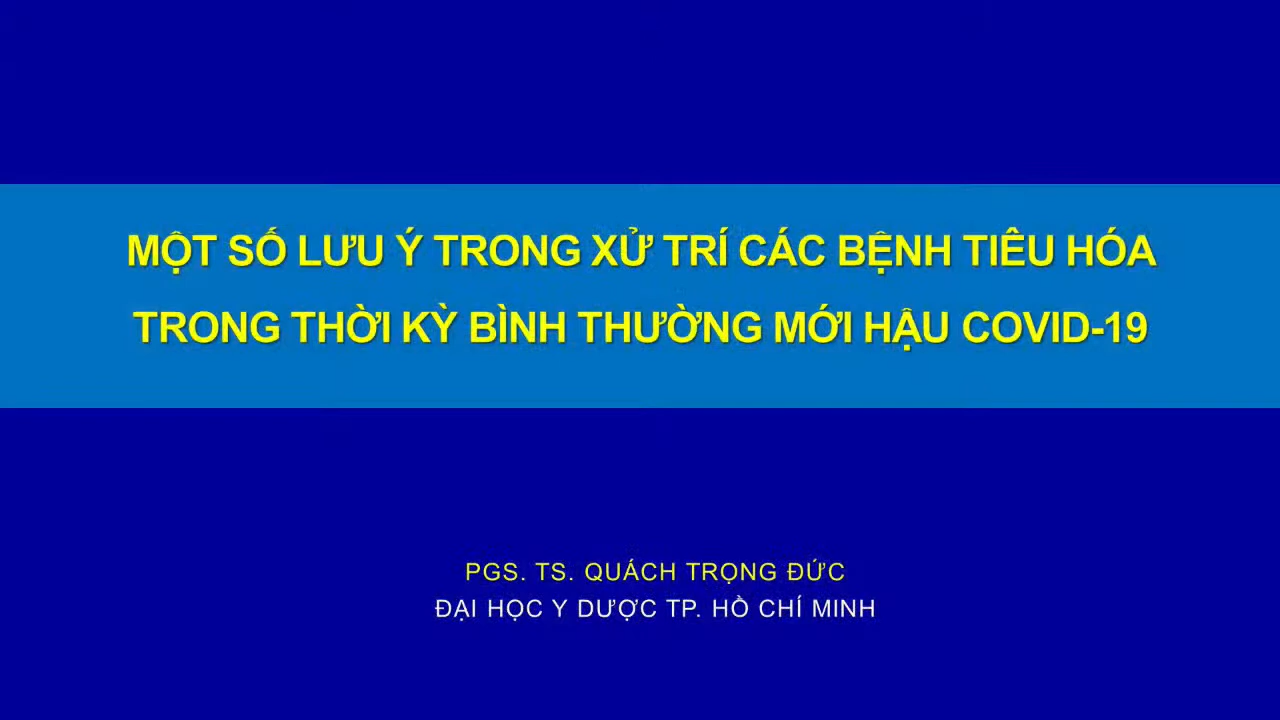 MỘT SỐ LƯU Ý TRONG XỬ TRÍ CÁC BỆNH TIÊU HÓA
TRONG THỜI KỲ BÌNH THƯỜNG MỚI HẬU COVID-19
PGS. TS. QUÁCH TRỌNG ĐỨC
ĐẠI HỌC Y DƯỢC TP. HỒ CHÍ MINH